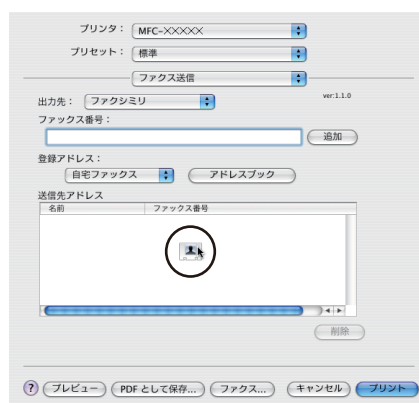 プリンタ： MFC-XXXXX
プリセット： 標準
ファクス送信
出力先： ファクシミリ
ver:1.1.0
ファックス番号：
追加
登録アドレス：
自宅ファックス アドレスブック
送信先アドレス
名前 ファックス番号
削除
? プレビュー PDF として保存... ファクス... キャンセル プリント